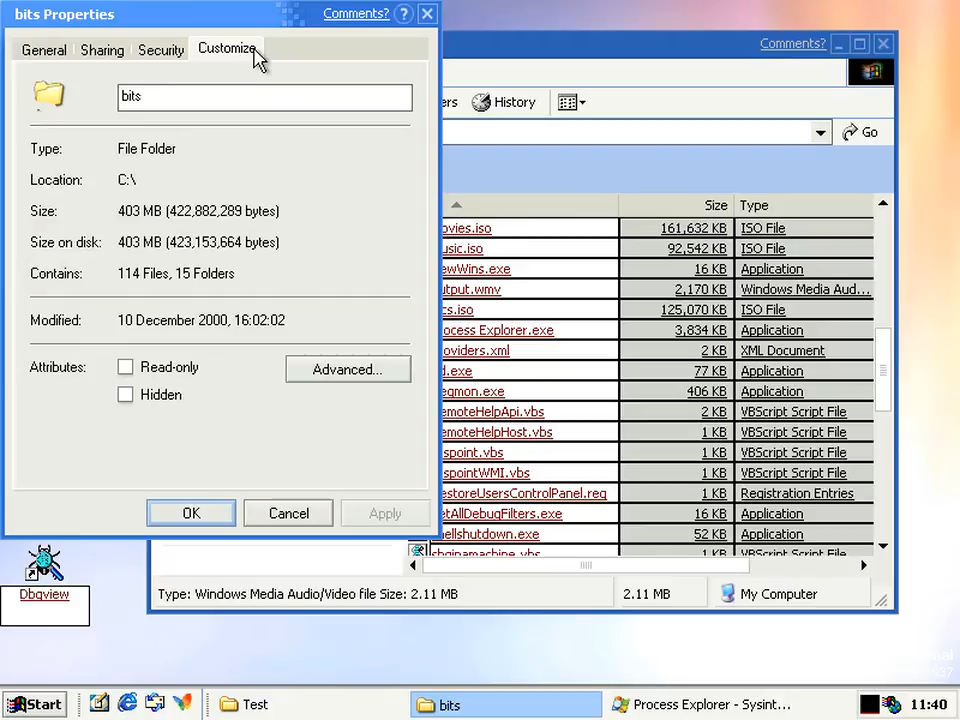 bits Properties
Comments?
General
Sharing
Security
Customize
bits
Type:
File Folder
Location:
C:\
Size:
403 MB (422,882,289 bytes)
Size on disk:
403 MB (423,153,664 bytes)
Contains:
114 Files, 15 Folders
Modified:
10 December 2000, 16:02:02
Attributes:
Read-only
Advanced...
Hidden
OK
Cancel
Apply
Comments?
ers
History
Go
Size
Type
ovies.iso 161,632 KB ISO File
usic.iso 92,542 KB ISO File
ewWins.exe 16 KB Application
utput.wmv 2,170 KB Windows Media Aud...
cs.iso 125,070 KB ISO File
ocess Explorer.exe 3,834 KB Application
oviders.xml 2 KB XML Document
d.exe 77 KB Application
egmon.exe 406 KB Application
emoteHelpApi.vbs 2 KB VBScript Script File
emoteHelpHost.vbs 1 KB VBScript Script File
spoint.vbs 1 KB VBScript Script File
spointWMI.vbs 1 KB VBScript Script File
estoreUsersControlPanel.reg 1 KB Registration Entries
etAllDebugFilters.exe 16 KB Application
hellshutdown.exe 52 KB Application
shginamachine.vbs 1 KB VBScript Script File
Type: Windows Media Audio/Video file Size: 2.11 MB
2.11 MB
My Computer
Dbgview
Start
Test
bits
Process Explorer - Sysint...
11:40